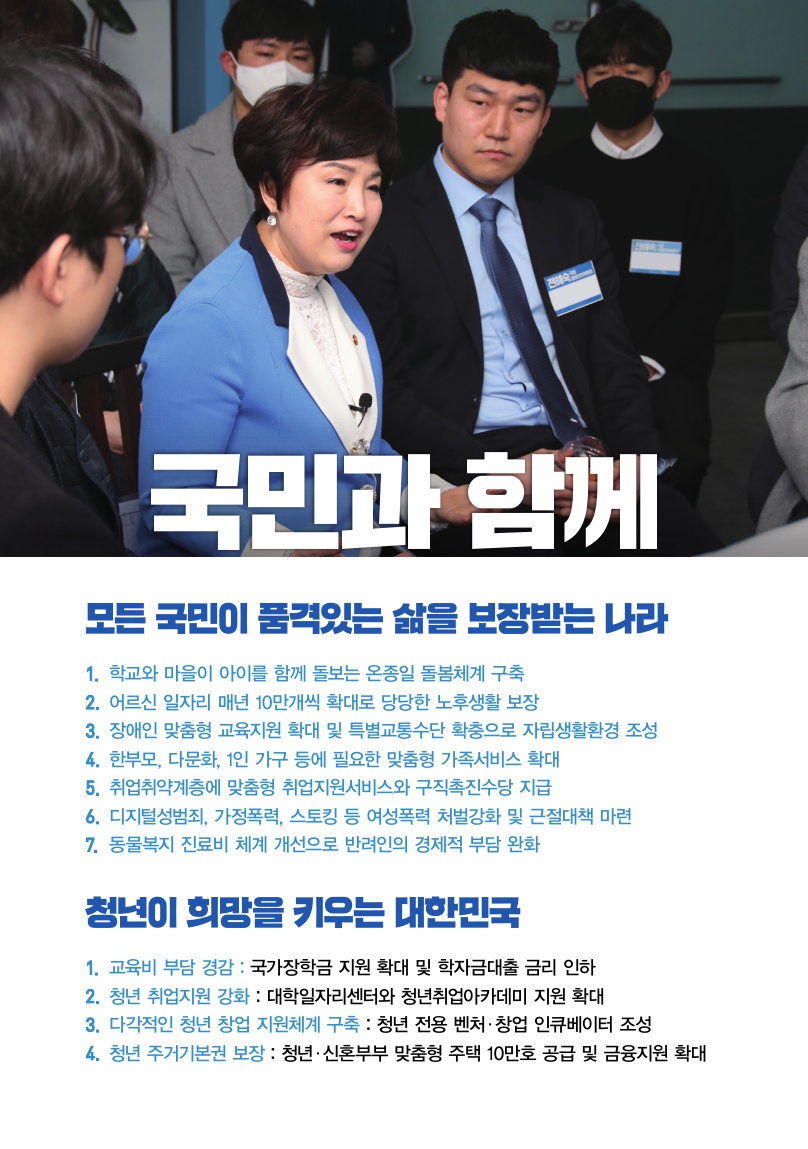 전혜숙
전혜숙
국민과 함께
모든 국민이 품격있는 삶을 보장받는 나라
1. 학교와 마을이 아이를 함께 돌보는 온종일 돌봄체계 구축
2. 어르신 일자리 매년 10만개씩 확대로 당당한 노후생활 보장
3. 장애인 맞춤형 교육지원 확대 및 특별교통수단 확충으로 자립생활환경 조성
4. 한부모, 다문화, 1인 가구 등에 필요한 맞춤형 가족서비스 확대
5. 취업취약계층에 맞춤형 취업지원서비스와 구직촉진수당 지급
6. 디지털성범죄, 가정폭력, 스토킹 등 여성폭력 처벌강화 및 근절대책 마련
7. 동물복지 진료비 체계 개선으로 반려인의 경제적 부담 완화
청년이 희망을 키우는 대한민국
1. 교육비 부담 경감 : 국가장학금 지원 확대 및 학자금대출 금리 인하
2. 청년 취업지원 강화 : 대학일자리센터와 청년취업아카데미 지원 확대
3. 다각적인 청년 창업 지원체계 구축 : 청년 전용 벤처·창업 인큐베이터 조성
4. 청년 주거기본권 보장 : 청년·신혼부부 맞춤형 주택 10만호 공급 및 금융지원 확대